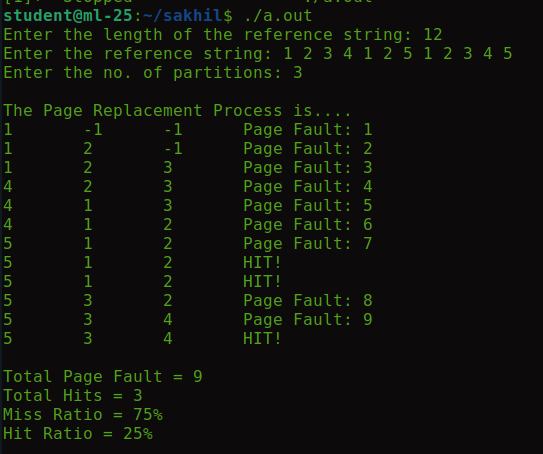 [1]+  Stopped                 ./a.out
student@ml-25:~/sakhil$ ./a.out
Enter the length of the reference string: 12
Enter the reference string: 1 2 3 4 1 2 5 1 2 3 4 5
Enter the no. of partitions: 3
The Page Replacement Process is....
1 -1 -1 Page Fault: 1
1 2 -1 Page Fault: 2
1 2 3 Page Fault: 3
4 2 3 Page Fault: 4
4 1 3 Page Fault: 5
4 1 2 Page Fault: 6
5 1 2 Page Fault: 7
5 1 2 HIT!
5 1 2 HIT!
5 3 2 Page Fault: 8
5 3 4 Page Fault: 9
5 3 4 HIT!
Total Page Fault = 9
Total Hits = 3
Miss Ratio = 75%
Hit Ratio = 25%